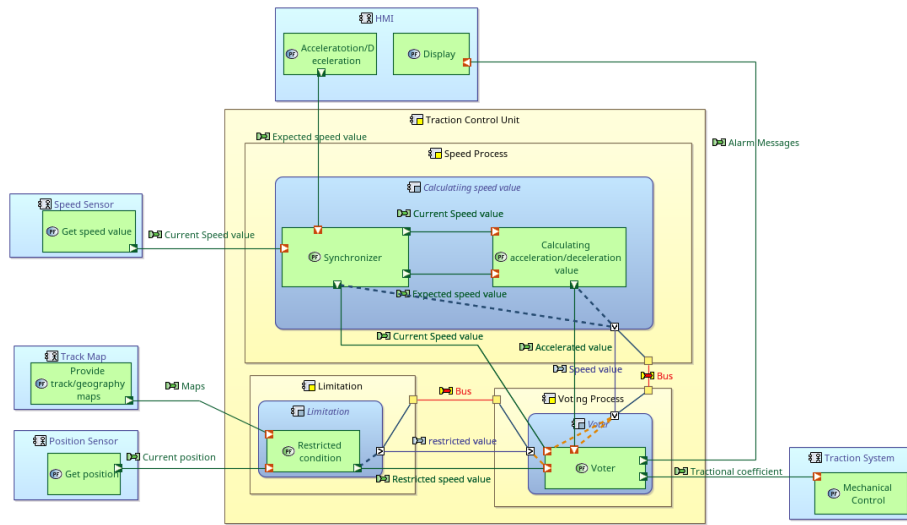 HMI
Acceleratotion/D
eceleration
Display
Traction Control Unit
Expected speed value
Alarm Messages
Speed Process
Calculatiing speed value
Speed Sensor
Get speed value
Current Speed value
Current Speed value
Synchronizer
Calculating
acceleration/deceleration
value
Expected speed value
Current Speed value
Accelerated value
Speed value
Bus
Track Map
Provide
track/geography
maps
Maps
Limitation
Bus
Voting Process
Limitation
Voter
Restricted
condition
restricted value
Position Sensor
Get position
Current position
Voter
Restricted speed value
Tractional coefficient
Traction System
Mechanical
Control